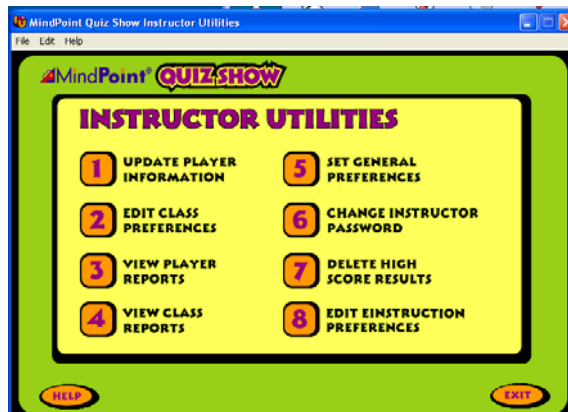 MindPoint Quiz Show Instructor Utilities
File Edit Help
MindPoint® QUIZ SHOW
INSTRUCTOR UTILITIES
1 UPDATE PLAYER
INFORMATION
2 EDIT CLASS
PREFERENCES
3 VIEW PLAYER
REPORTS
4 VIEW CLASS
REPORTS
5 SET GENERAL
PREFERENCES
6 CHANGE INSTRUCTOR
PASSWORD
7 DELETE HIGH
SCORE RESULTS
8 EDIT EINSTRUCTION
PREFERENCES
HELP
EXIT